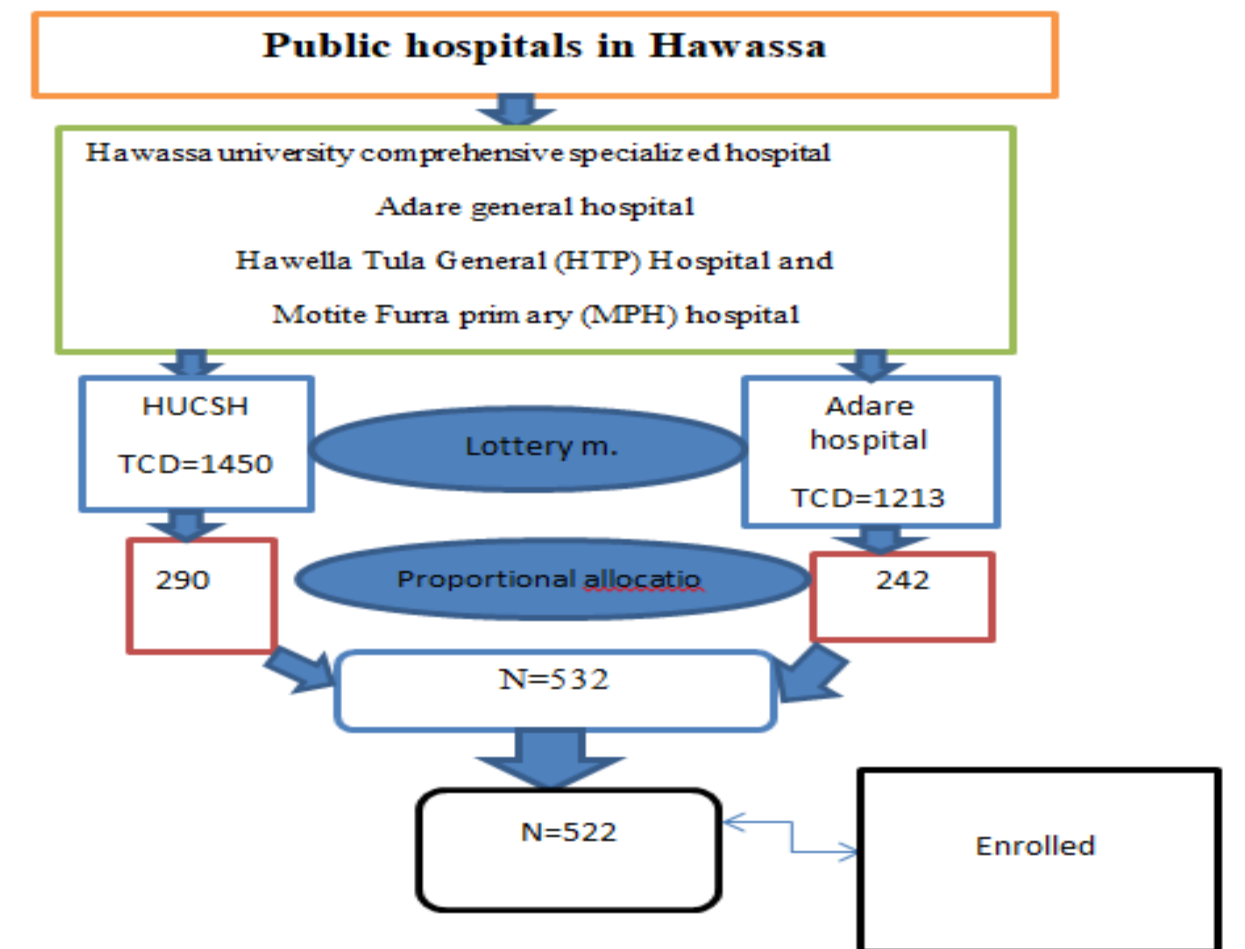 Public hospitals in Hawassa
Hawassa university comprehensive specialized hospital
Adare general hospital
Hawella Tula General (HTP) Hospital and
Motite Furra primary (MPH) hospital
HUCSH
TCD=1450
Lottery m.
Adare
hospital
TCD=1213
290
Proportional allocatio
242
N=532
N=522
Enrolled